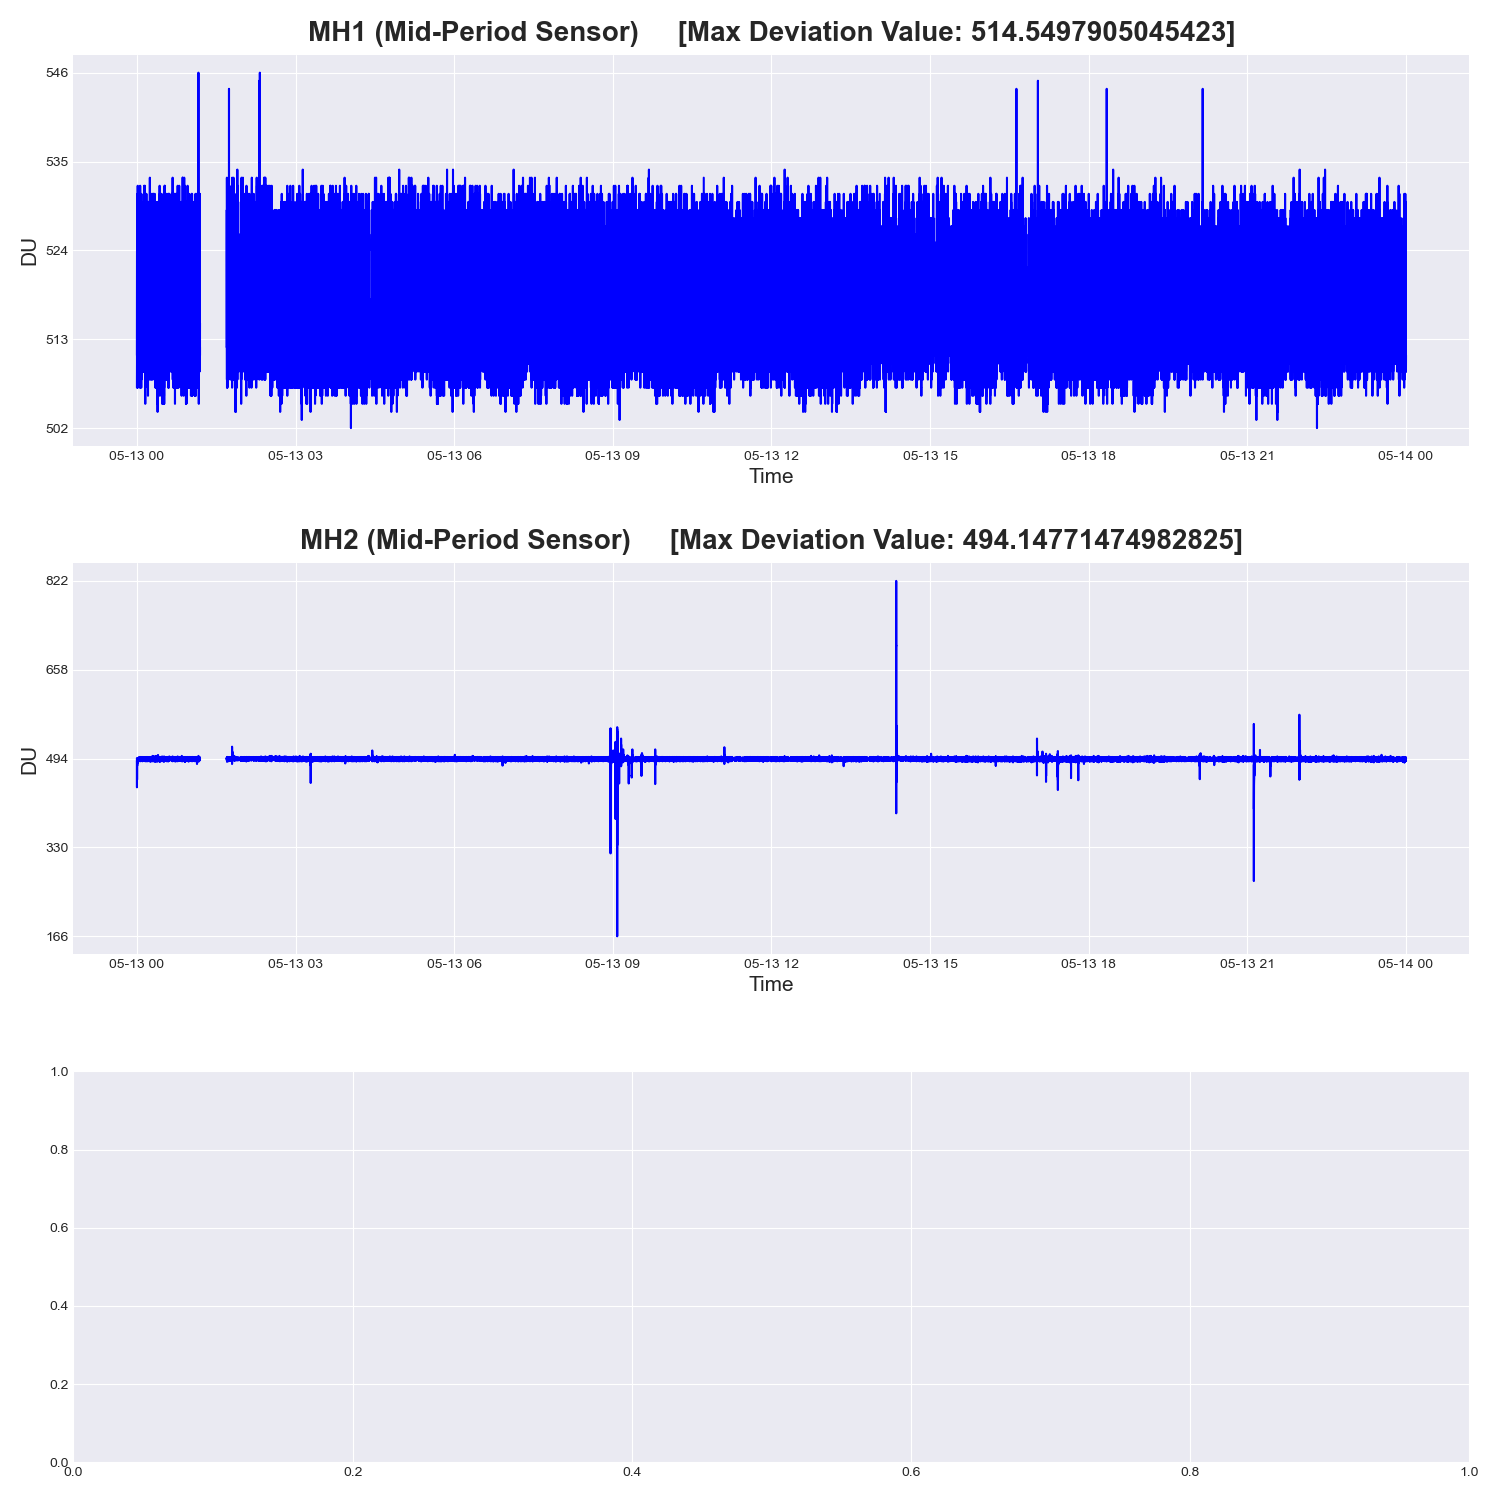 MH1 (Mid-Period Sensor) [Max Deviation Value: 514.5497905045423]
546
535
524
513
502
DU
05-13 00 05-13 03 05-13 06 05-13 09 05-13 12 05-13 15 05-13 18 05-13 21 05-14 00
Time
MH2 (Mid-Period Sensor) [Max Deviation Value: 494.14771474982825]
822
658
494
330
166
DU
05-13 00 05-13 03 05-13 06 05-13 09 05-13 12 05-13 15 05-13 18 05-13 21 05-14 00
Time
1.0
0.8
0.6
0.4
0.2
0.0
0.0 0.2 0.4 0.6 0.8 1.0